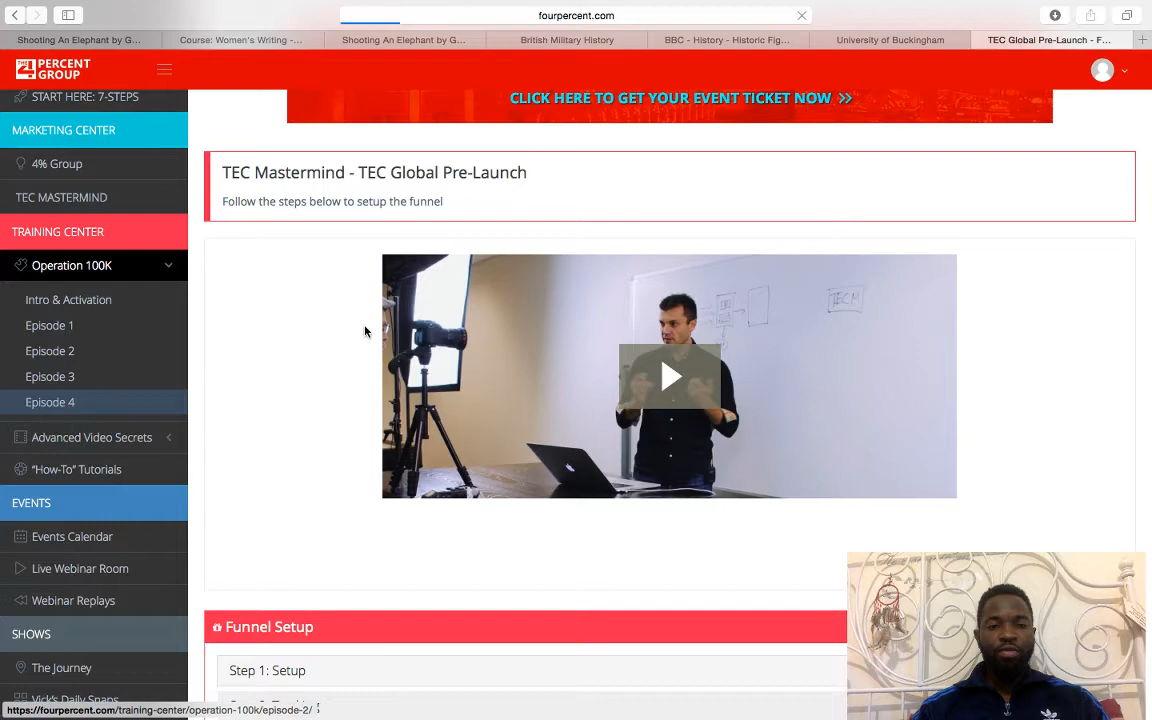 fourpercent.com
Shooting An Elephant by G...
Course: Women's Writing -...
Shooting An Elephant by G...
British Military History
BBC - History - Historic Fig...
University of Buckingham
TEC Global Pre-Launch - F...
4 PERCENT
GROUP
START HERE: 7-STEPS
MARKETING CENTER
4% Group
TEC MASTERMIND
TRAINING CENTER
Operation 100K
Intro & Activation
Episode 1
Episode 2
Episode 3
Episode 4
Advanced Video Secrets
"How-To" Tutorials
EVENTS
Events Calendar
Live Webinar Room
Webinar Replays
SHOWS
The Journey
Vick's Daily Snaps
https://fourpercent.com/training-center/operation-100k/episode-2/
CLICK HERE TO GET YOUR EVENT TICKET NOW >>
TEC Mastermind - TEC Global Pre-Launch
Follow the steps below to setup the funnel
TECM
Funnel Setup
Step 1: Setup